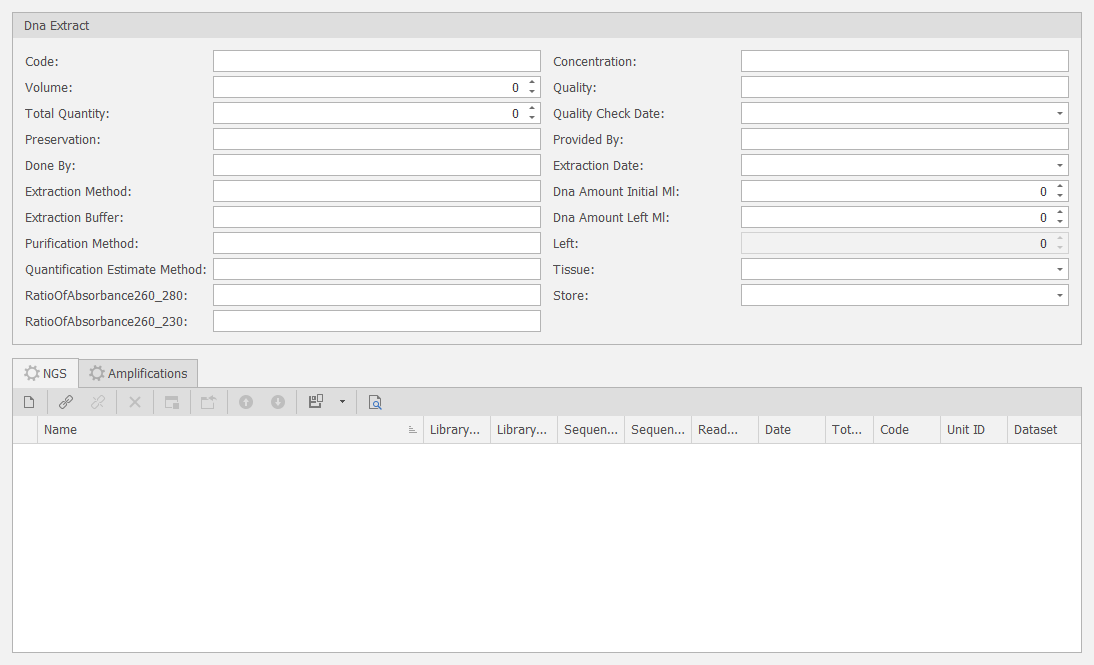 Dna Extract
Code:
Concentration:
Volume: 0
Quality:
Total Quantity: 0
Quality Check Date:
Preservation:
Provided By:
Done By:
Extraction Date:
Extraction Method:
Dna Amount Initial Ml: 0
Extraction Buffer:
Dna Amount Left Ml: 0
Purification Method:
Left: 0
Quantification Estimate Method:
Tissue:
RatioOfAbsorbance260_280:
Store:
RatioOfAbsorbance260_230:
NGS Amplifications
Name Library... Library... Sequen... Sequen... Read... Date Tot... Code Unit ID Dataset